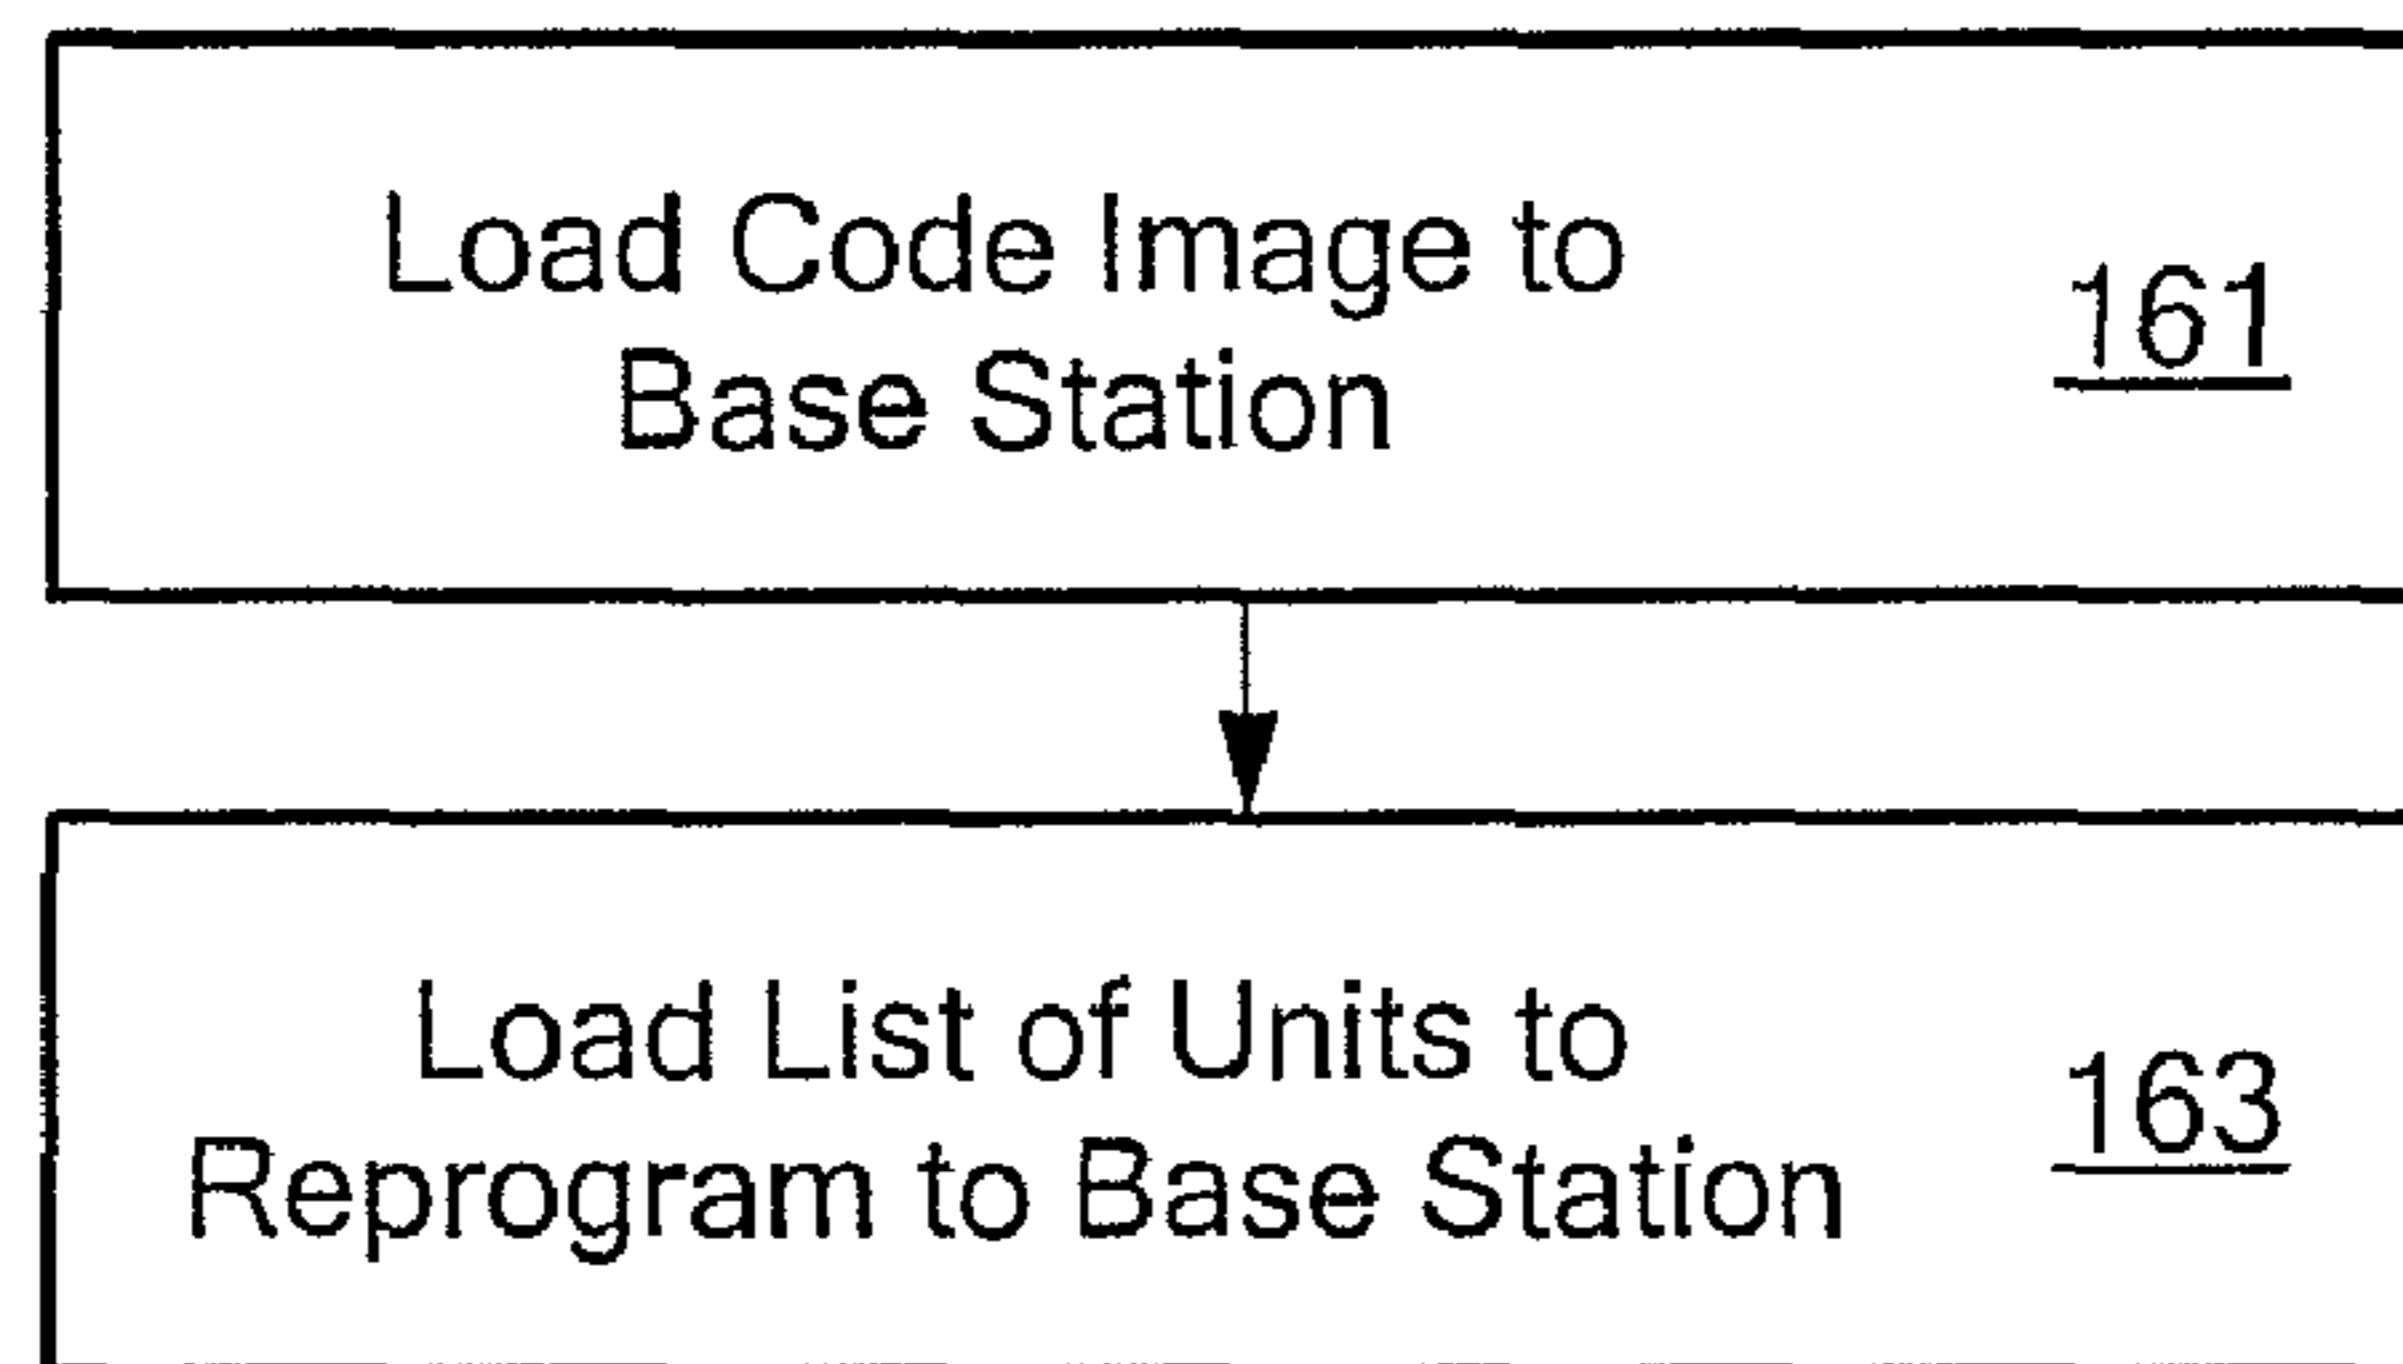 Load Code Image to
Base Station
161
Load List of Units to
Reprogram to Base Station
163